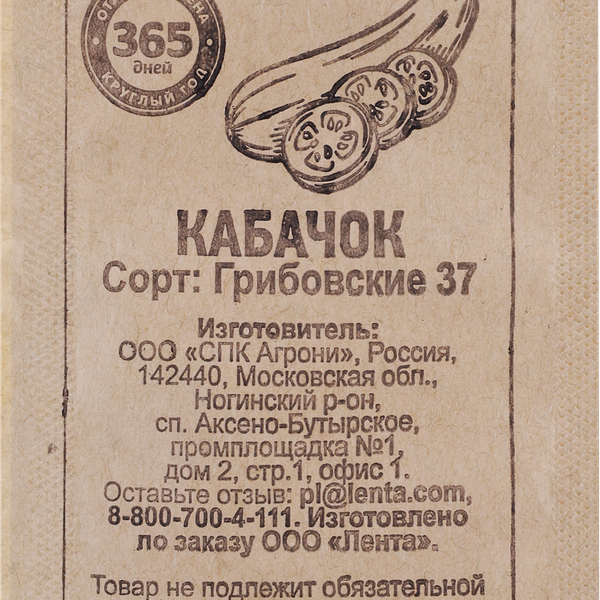 ОТ
НА
365
дней
КРУГЛЫЙ ГОД
КАБАЧОК
Сорт: Грибовские 37
Изготовитель:
ООО «СПК Агрони», Россия,
142440, Московская обл.,
Ногинский р-он,
сп. Аксено-Бутырское,
промплощадка №1,
дом 2, стр.1, офис 1.
Оставьте отзыв: pl@lenta.com,
8-800-700-4-111. Изготовлено
по заказу ООО «Лента».
Товар не подлежит обязательной